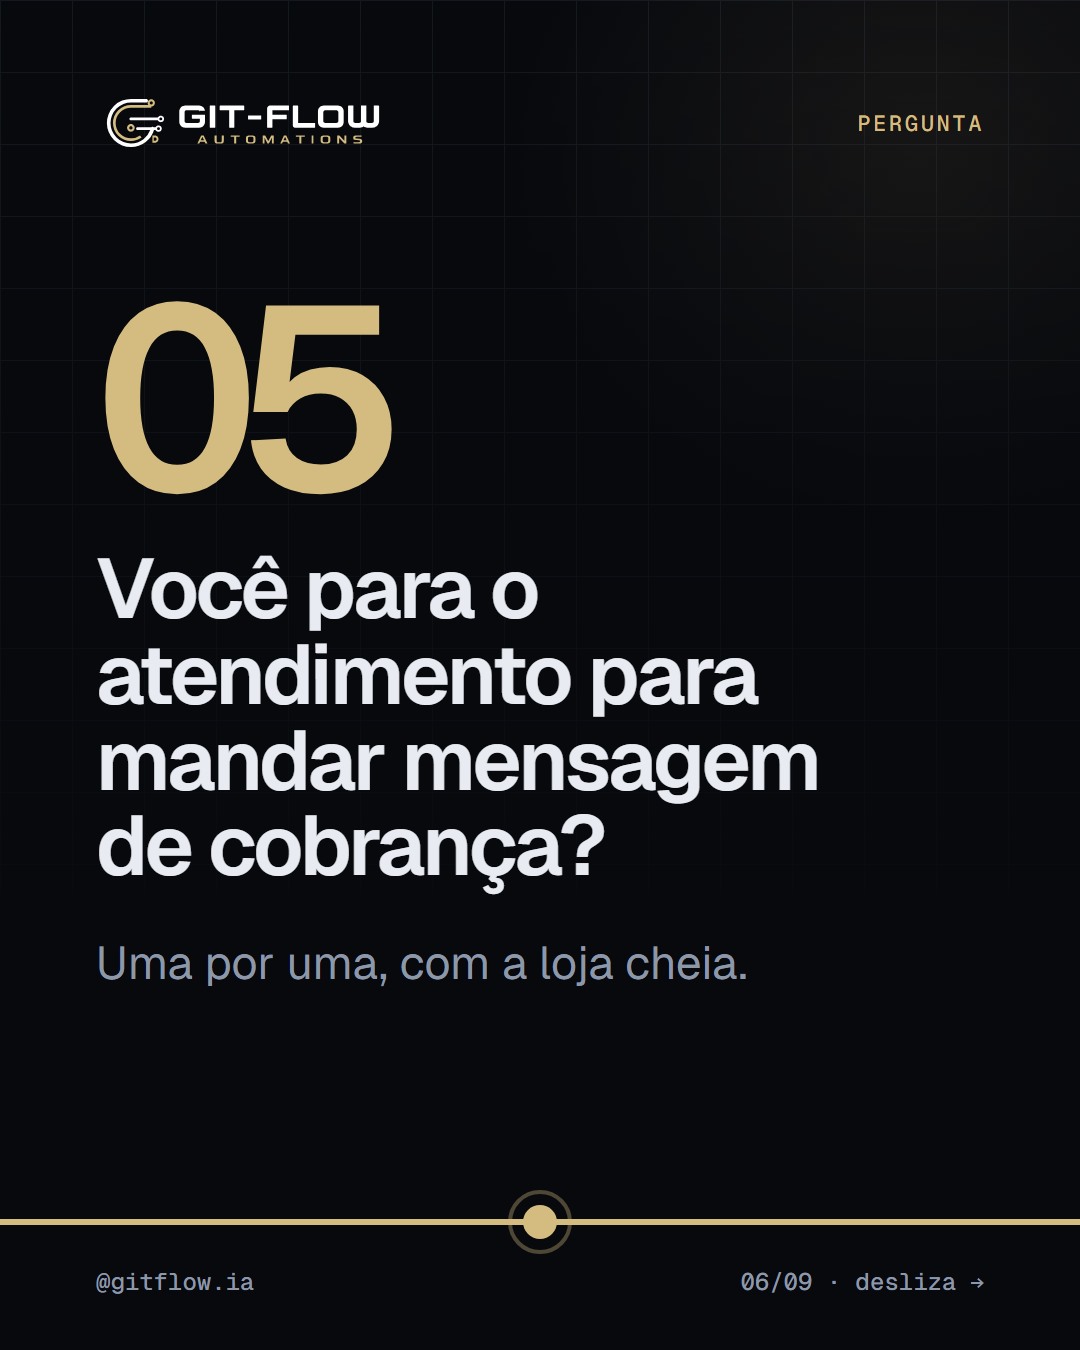 GIT-FLOW
AUTOMATIONS
PERGUNTA
05
Você para o
atendimento para
mandar mensagem
de cobrança?
Uma por uma, com a loja cheia.
@gitflow.ia
06/09 · desliza →